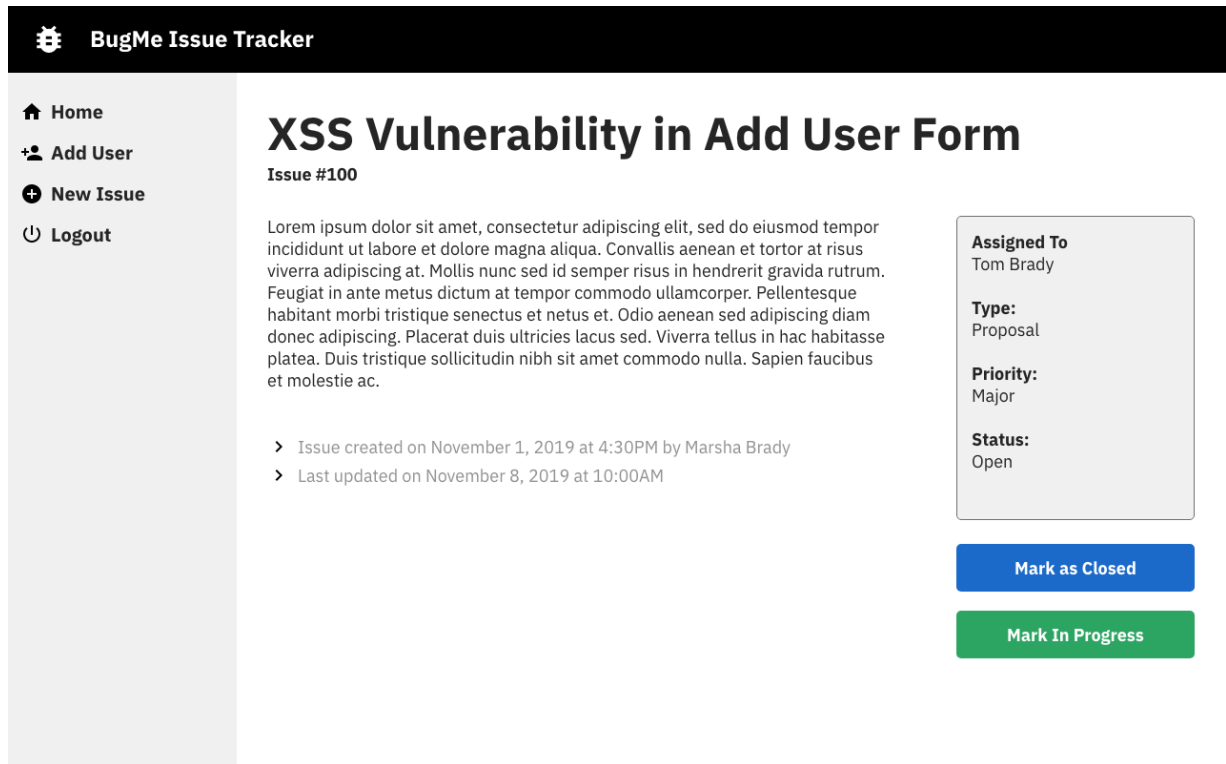 BugMe Issue Tracker
Home
Add User
New Issue
Logout
XSS Vulnerability in Add User Form
Issue #100
Lorem ipsum dolor sit amet, consectetur adipiscing elit, sed do eiusmod tempor
incididunt ut labore et dolore magna aliqua. Convallis aenean et tortor at risus
viverra adipiscing at. Mollis nunc sed id semper risus in hendrerit gravida rutrum.
Feugiat in ante metus dictum at tempor commodo ullamcorper. Pellentesque
habitant morbi tristique senectus et netus et. Odio aenean sed adipiscing diam
donec adipiscing. Placerat duis ultricies lacus sed. Viverra tellus in hac habitasse
platea. Duis tristique sollicitudin nibh sit amet commodo nulla. Sapien faucibus
et molestie ac.
Issue created on November 1, 2019 at 4:30PM by Marsha Brady
Last updated on November 8, 2019 at 10:00AM
Assigned To
Tom Brady
Type:
Proposal
Priority:
Major
Status:
Open
Mark as Closed
Mark In Progress